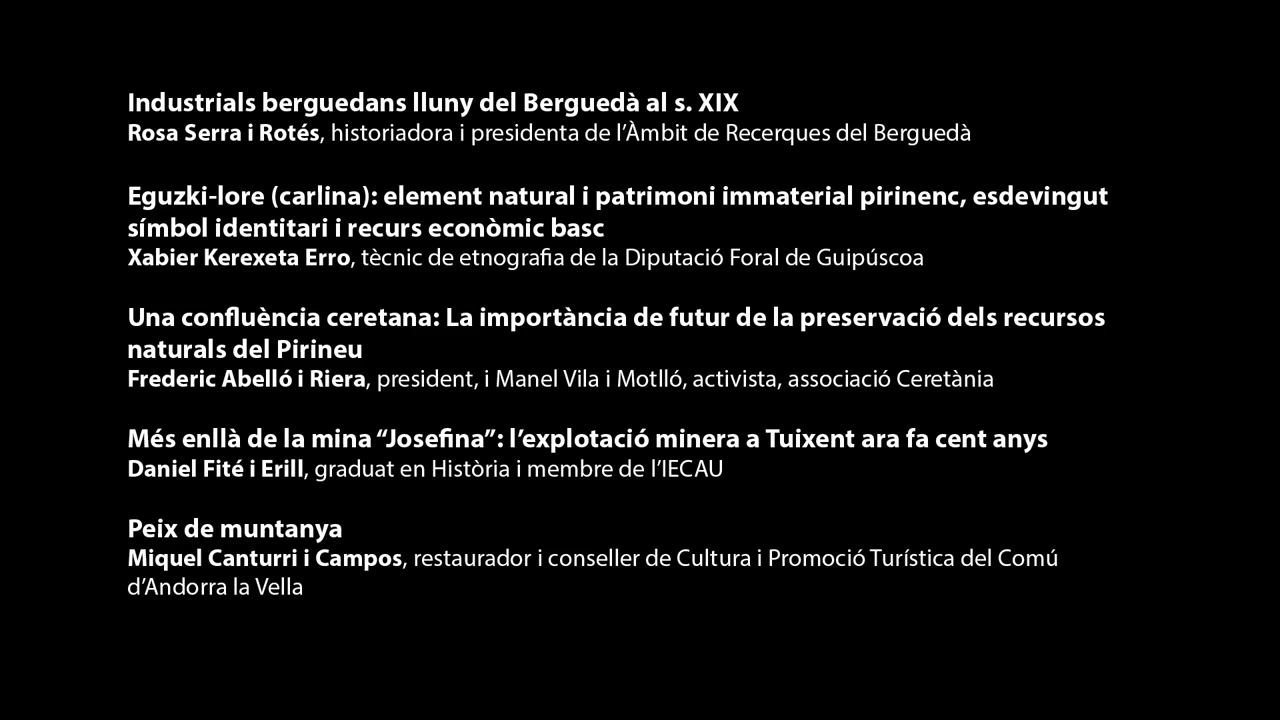 Industrials berguedans lluny del Berguedà al s. XIX
Rosa Serra i Rotés, historiadora i presidenta de l’Àmbit de Recerques del Berguedà
Eguzki-lore (carlina): element natural i patrimoni immaterial pirinenc, esdevingut
símbol identitari i recurs econòmic basc
Xabier Kerexeta Erro, tècnic de etnografia de la Diputació Foral de Guipúscoa
Una confluència ceretana: La importància de futur de la preservació dels recursos
naturals del Pirineu
Frederic Abelló i Riera, president, i Manel Vila i Motlló, activista, associació Ceretània
Més enllà de la mina “Josefina”: l’explotació minera a Tuixent ara fa cent anys
Daniel Fité i Erill, graduat en Història i membre de l’IECAU
Peix de muntanya
Miquel Canturri i Campos, restaurador i conseller de Cultura i Promoció Turística del Comú
d’Andorra la Vella